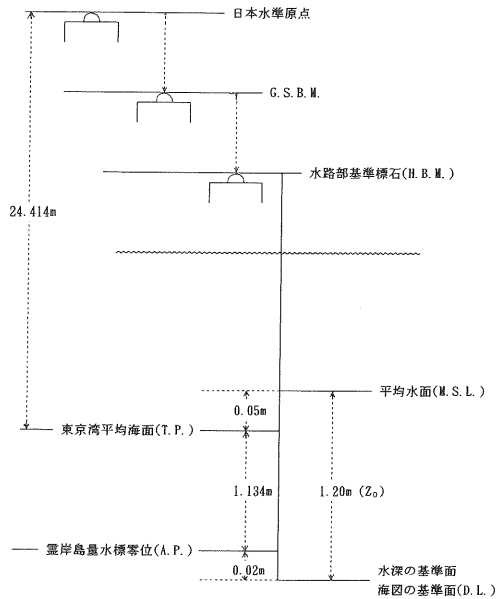 日本水準原点
G.S.B.M.
水路部基準標石(H.B.M.)
24.414m
平均水面(M.S.L.)
0.05m
東京湾平均海面(T.P.)
1.134m
1.20m (Z₀)
霊岸島量水標零位(A.P.)
0.02m
水深の基準面
海図の基準面(D.L.)